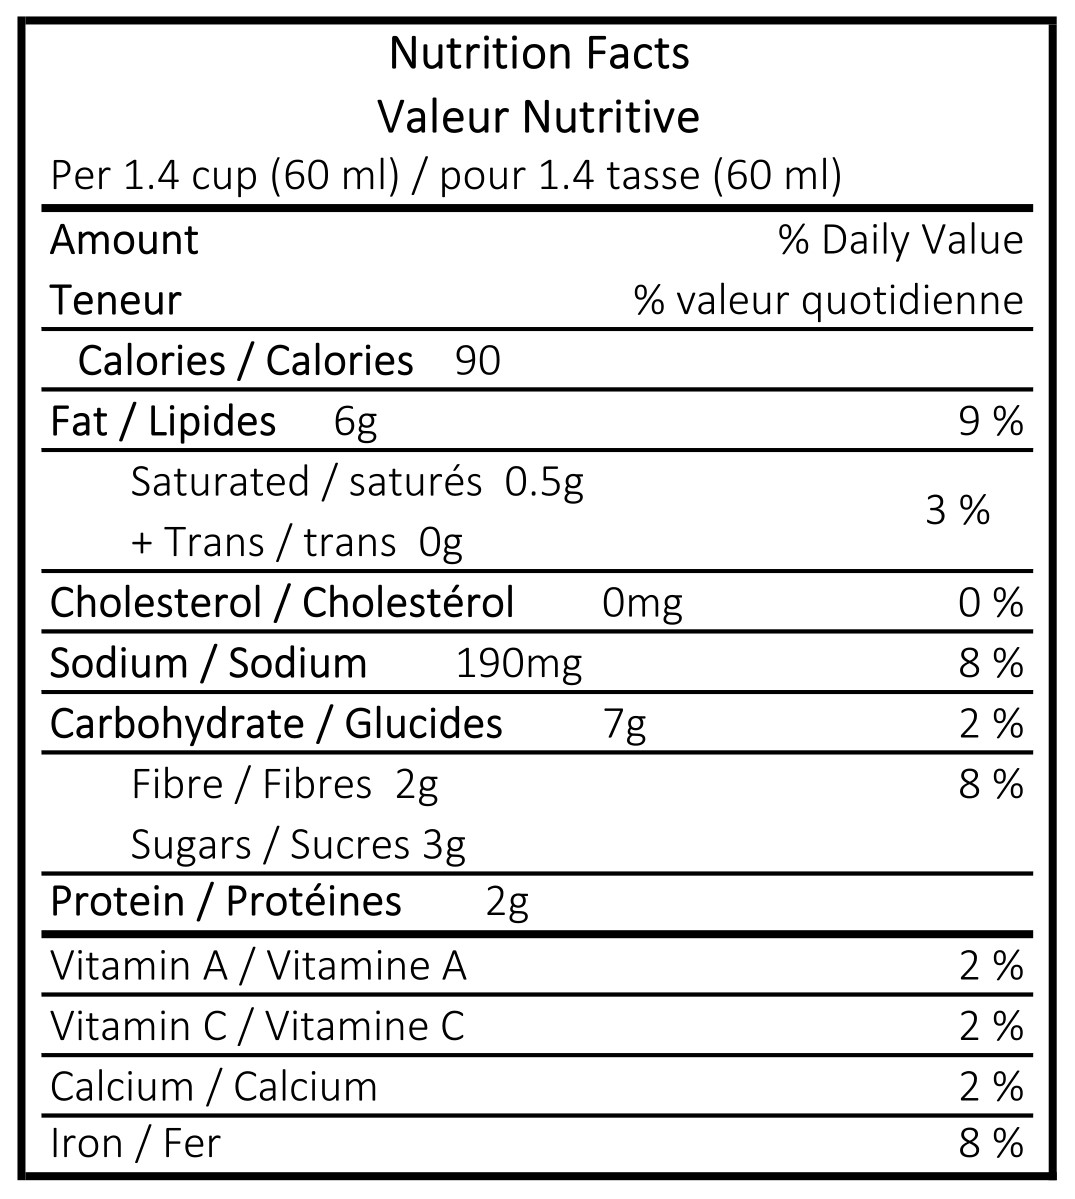 Nutrition Facts
Valeur Nutritive
Per 1.4 cup (60 ml) / pour 1.4 tasse (60 ml)
Amount % Daily Value
Teneur % valeur quotidienne
Calories / Calories 90
Fat / Lipides 6g 9 %
Saturated / saturés 0.5g
3 %
+ Trans / trans 0g
Cholesterol / Cholestérol 0mg 0 %
Sodium / Sodium 190mg 8 %
Carbohydrate / Glucides 7g 2 %
Fibre / Fibres 2g 8 %
Sugars / Sucres 3g
Protein / Protéines 2g
Vitamin A / Vitamine A 2 %
Vitamin C / Vitamine C 2 %
Calcium / Calcium 2 %
Iron / Fer 8 %